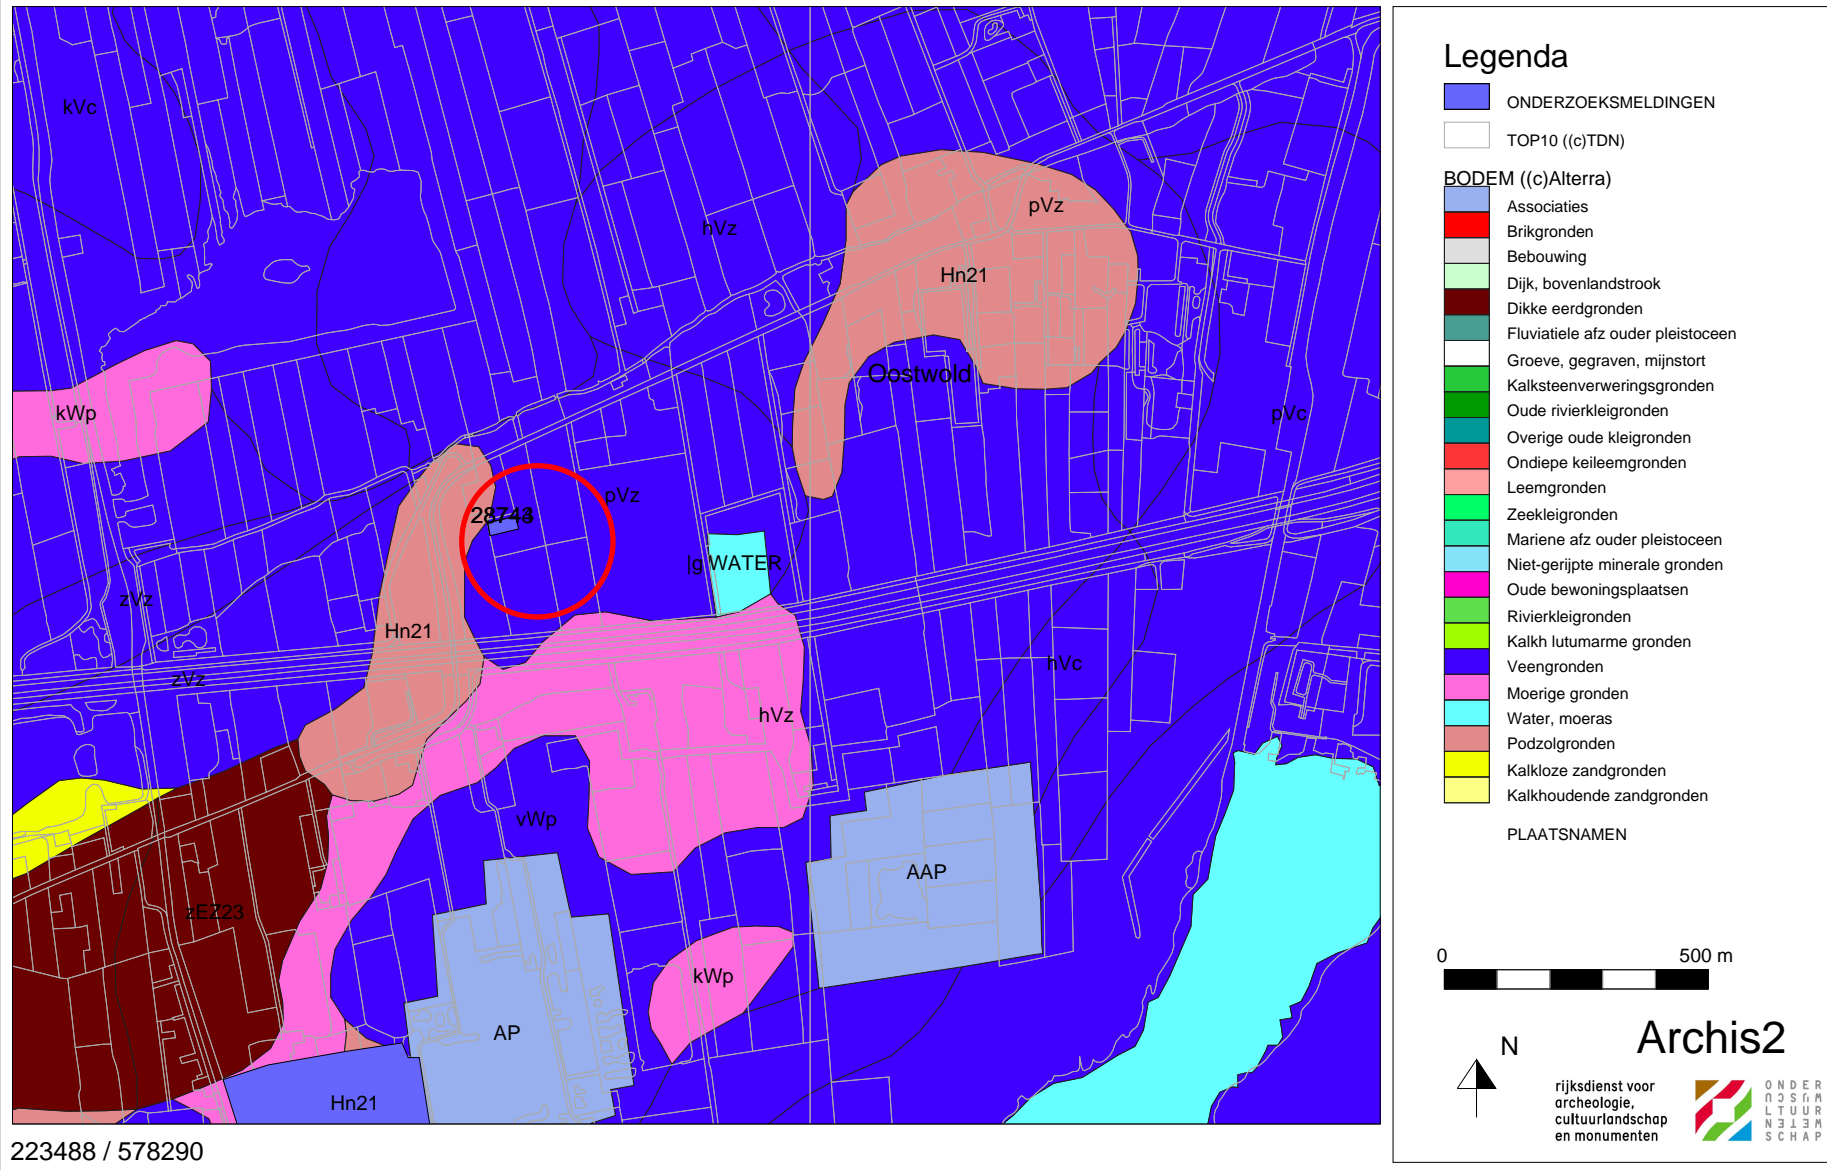 kVc
hVz
pVz
Hn21
Oostwold
kWp
pVc
pVz
|g WATER
zVz
Hn21
hVc
zVz
hVz
vWp
AAP
zEZ23
kWp
AP
Hn21
223488 / 578290
Legenda
ONDERZOEKSMELDINGEN
TOP10 ((c)TDN)
BODEM ((c)Alterra)
Associaties
Brikgronden
Bebouwing
Dijk, bovenlandstrook
Dikke eerdgronden
Fluviatiele afz ouder pleistoceen
Groeve, gegraven, mijnstort
Kalksteenverweringsgronden
Oude rivierkleigronden
Overige oude kleigronden
Ondiepe keileemgronden
Leemgronden
Zeekleigronden
Mariene afz ouder pleistoceen
Niet-gerijpte minerale gronden
Oude bewoningsplaatsen
Rivierkleigronden
Kalkh lutumarme gronden
Veengronden
Moerige gronden
Water, moeras
Podzolgronden
Kalkloze zandgronden
Kalkhoudende zandgronden
PLAATSNAMEN
0 500 m
N
Archis2
rijksdienst voor
archeologie,
cultuurlandschap
en monumenten
ONDER